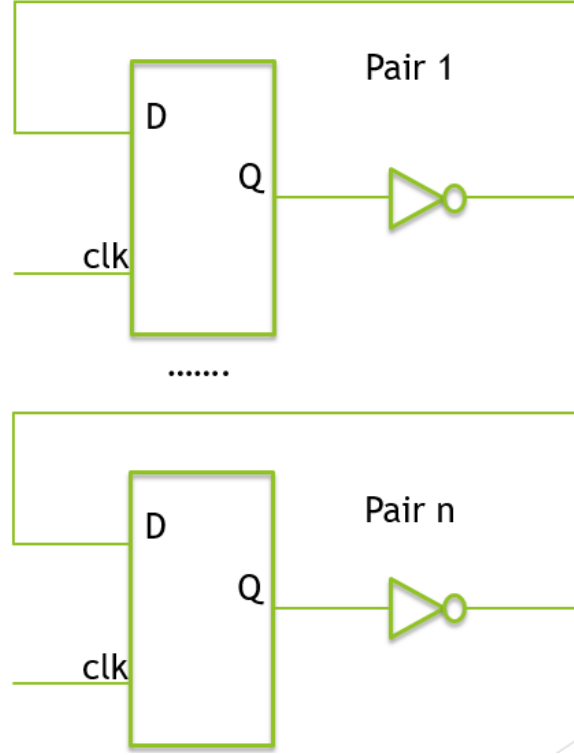 Pair 1
D
Q
clk
.......
Pair n
D
Q
clk